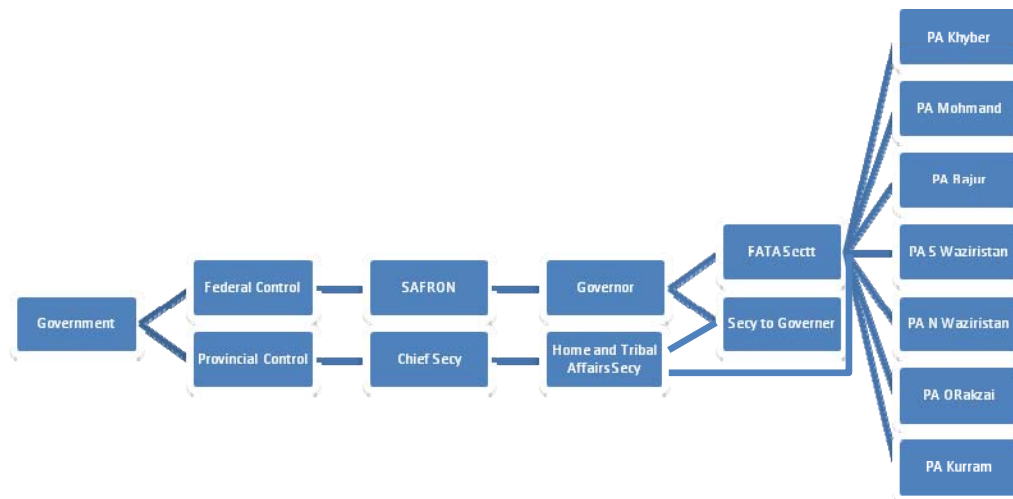 PA Khyber
PA Mohmand
PA Bajur
FATA Sectt
PA S Waziristan
Federal Control
SAFRON
Governor
Government
Secy to Governer
PA N Waziristan
Provincial Control
Chief Secy
Home and Tribal
Affairs Secy
PA ORakzai
PA Kurram